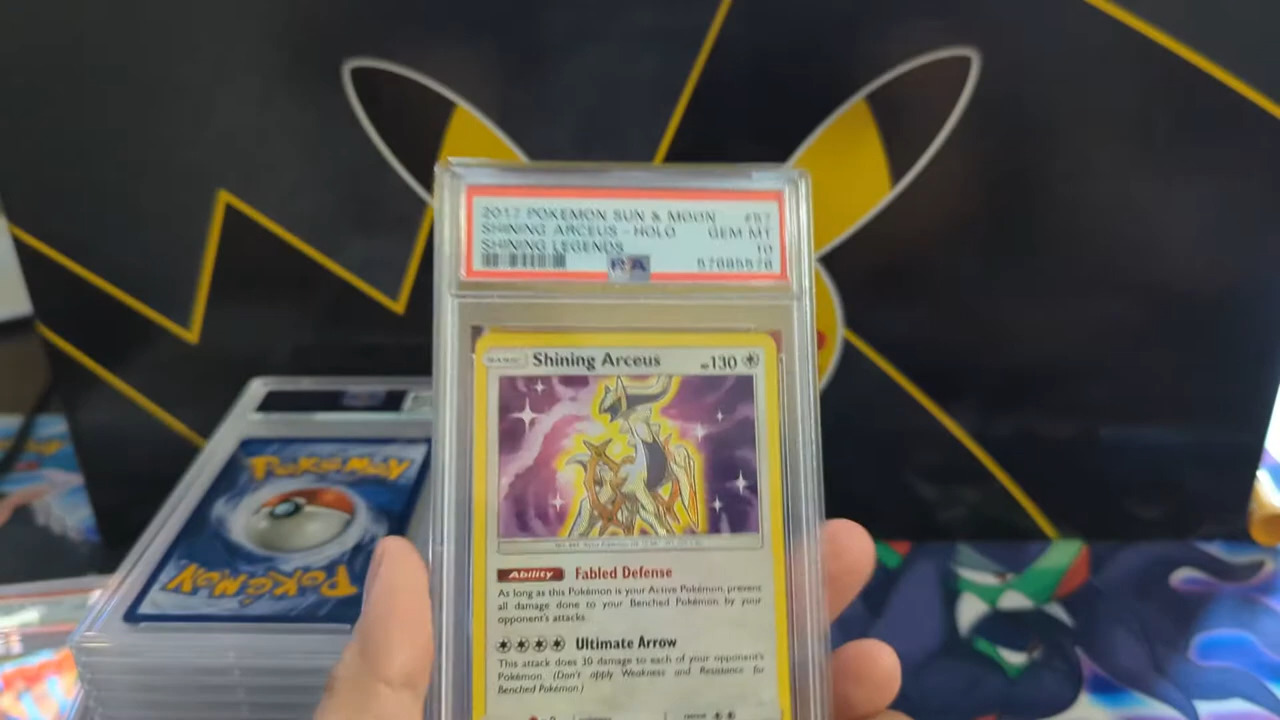 2017 POKEMON SUN & MOON #57
SHINING ARCEUS - HOLO GEM MT
SHINING LEGENDS 10
PSA
BASIC Shining Arceus HP130
Ability Fabled Defense
As long as this Pokémon is your Active Pokémon, prevent
all damage done to your Benched Pokémon by your
opponent's attacks.
Ultimate Arrow
This attack does 30 damage to each of your opponent's
Pokémon. (Don't apply Weakness and Resistance for
Benched Pokémon.)
Pokémon
Pokémon